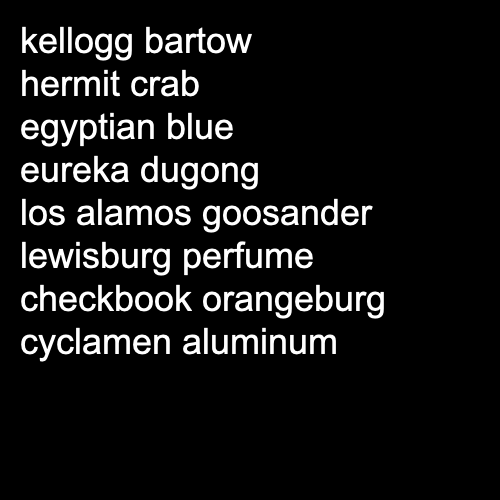 kellogg bartow
hermit crab
egyptian blue
eureka dugong
los alamos goosander
lewisburg perfume
checkbook orangeburg
cyclamen aluminum